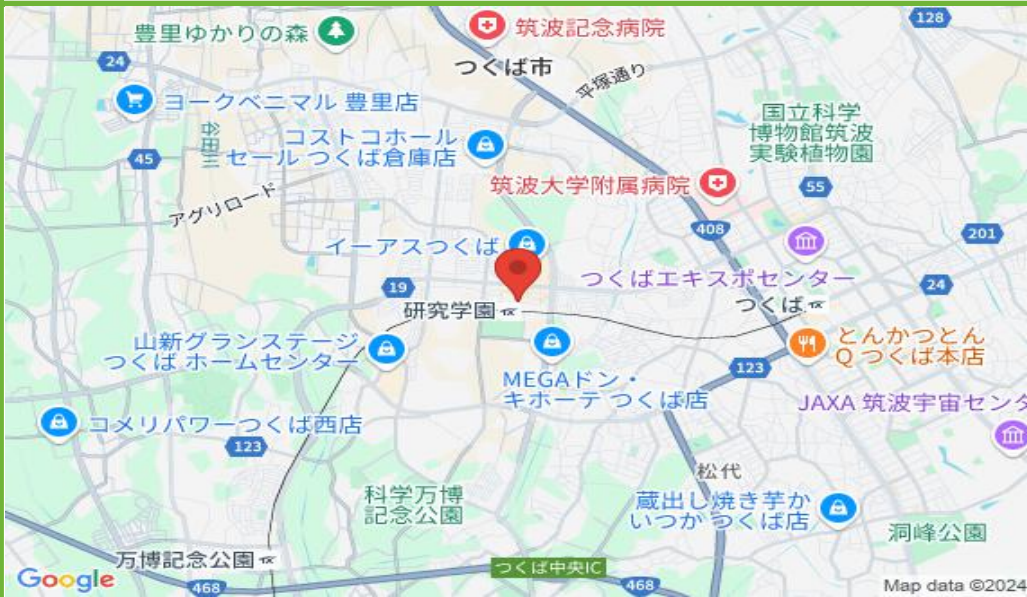 128
豊里ゆかりの森
筑波記念病院
24
つくば市
平塚通り
ヨークベニマル 豊里店
谷田川
国立科学
博物館筑波
実験植物園
コストコホール
セール つくば倉庫店
45
筑波大学附属病院
55
アグリロード
408
201
イーアスつくば
つくばエキスポセンター
19
24
研究学園
つくば
山新グランステージ
つくば ホームセンター
とんかつとん
Q つくば本店
123
MEGAドン・
キホーテ つくば店
JAXA 筑波宇宙センタ
コメリパワーつくば西店
123
松代
科学万博
記念公園
蔵出し焼き芋か
いつか つくば店
洞峰公園
万博記念公園
つくば中央IC
Google
468
468
Map data ©2024